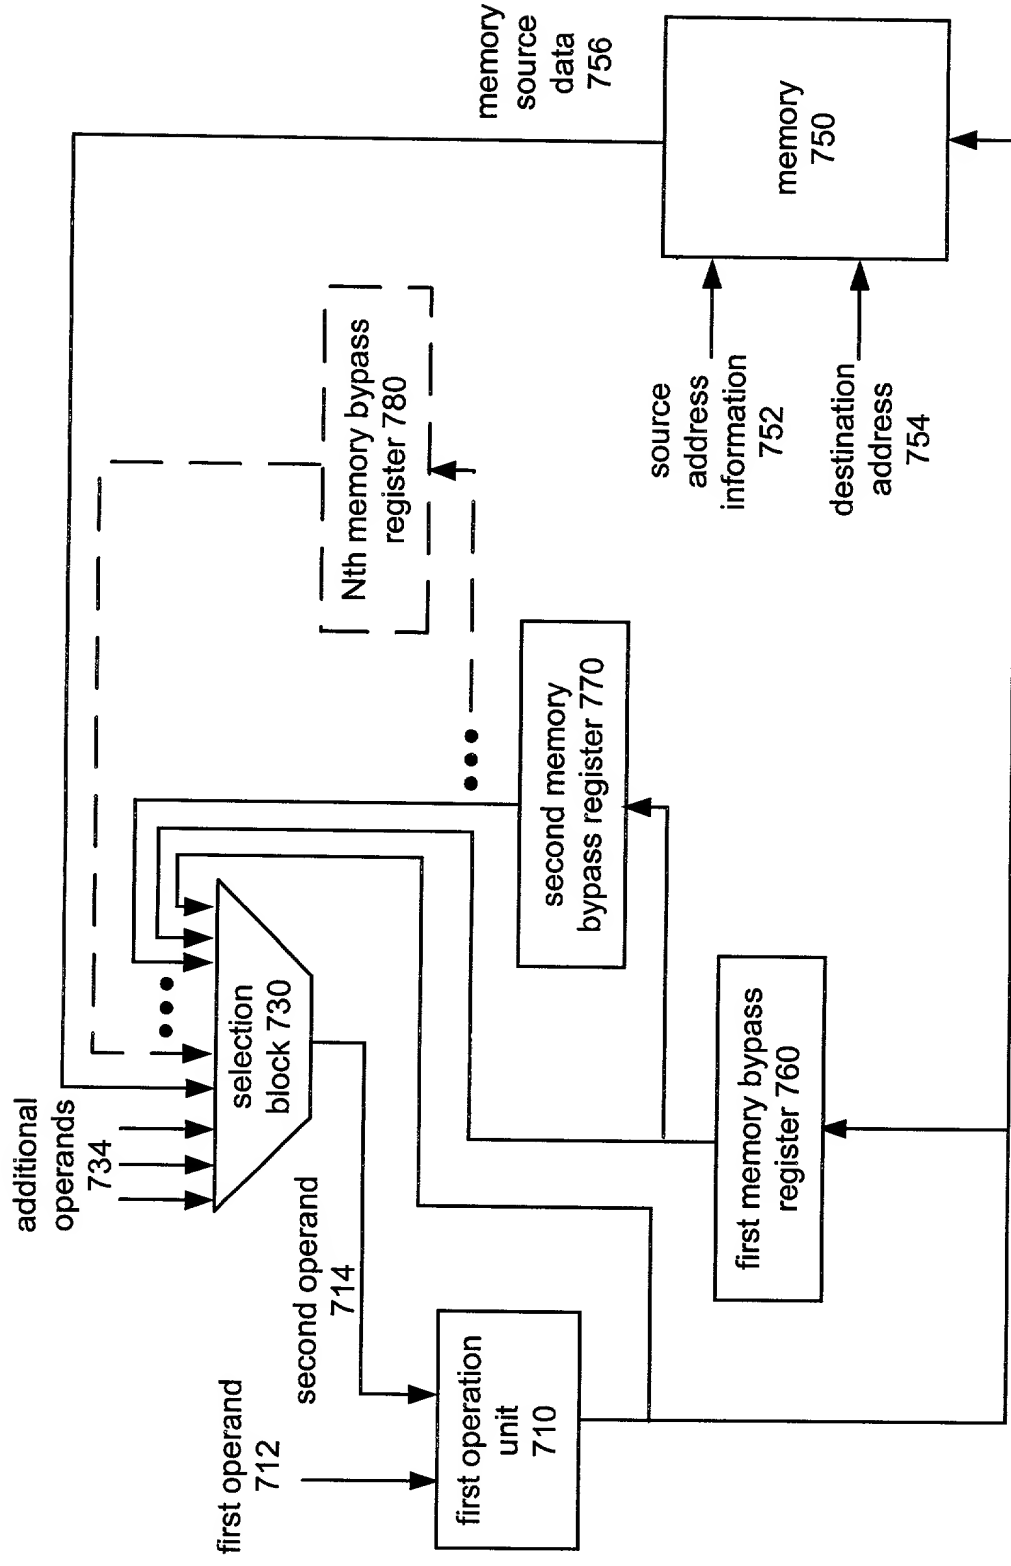 additional
operands
734
selection
block 730
first operand
712
second operand
714
first operation
unit
710
first memory bypass
register 760
second memory
bypass register 770
Nth memory bypass
register 780
memory
source
data
756
source
address
information
752
destination
address
754
memory
750